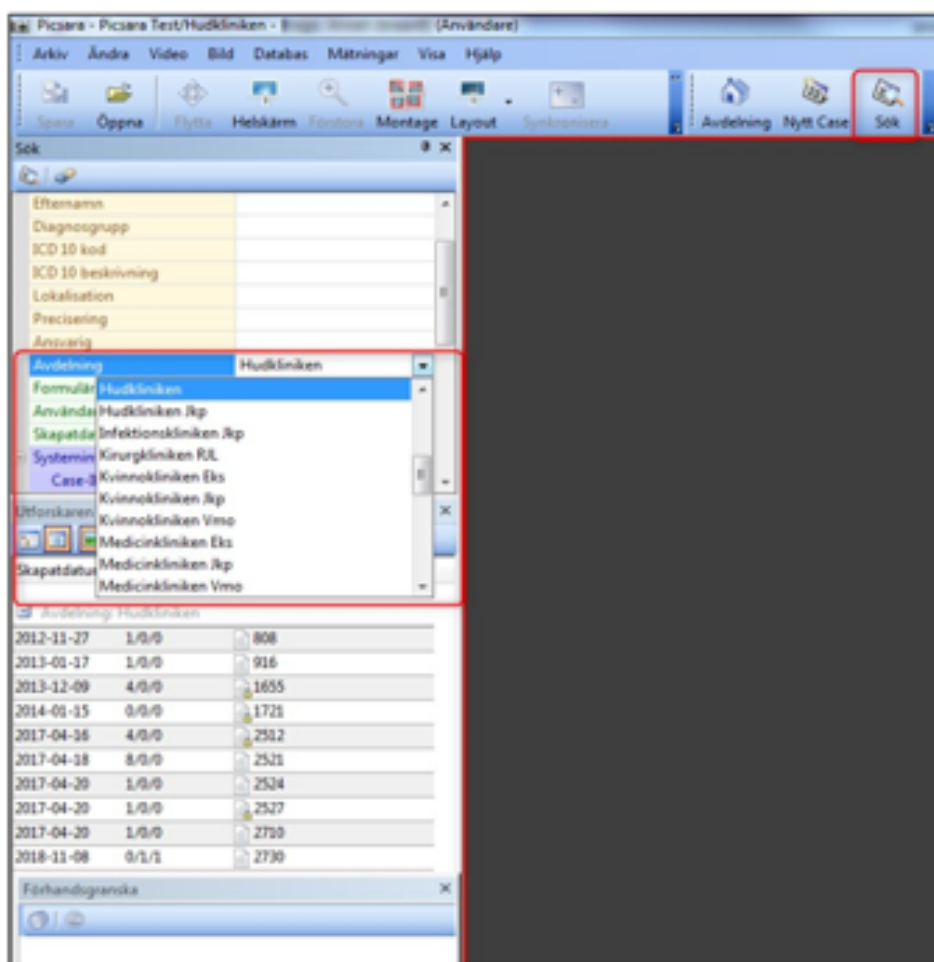 Picsara - Picsara Test/Hudkliniken - (Användare)
Arkiv Ändra Video Bild Databas Mätningar Visa Hjälp
Spara Öppna Flytta Helskärm Förstora Montage Layout Synkronisera Avdelning Nytt Case Sök
Sök
Efternamn
Diagnosgrupp
ICD 10 kod
ICD 10 beskrivning
Lokalisation
Precisering
Ansvarig
Avdelning Hudkliniken
Formulär Hudkliniken
Använda Hudkliniken Jkp
Skapatda Infektionskliniken Jkp
Systemin Kirurgkliniken RJL
Case-I Kvinnokliniken Eks
Kvinnokliniken Jkp
Utforskaren Kvinnokliniken Vmo
Medicinkliniken Eks
Skapatdatu Medicinkliniken Jkp
Medicinkliniken Vmo
Avdelning: Hudkliniken
2012-11-27 1/0/0 808
2013-01-17 1/0/0 916
2013-12-09 4/0/0 1655
2014-01-15 0/0/0 1721
2017-04-16 4/0/0 2512
2017-04-18 8/0/0 2521
2017-04-20 1/0/0 2524
2017-04-20 1/0/0 2527
2017-04-20 1/0/0 2710
2018-11-08 0/1/1 2730
Förhandsgranska